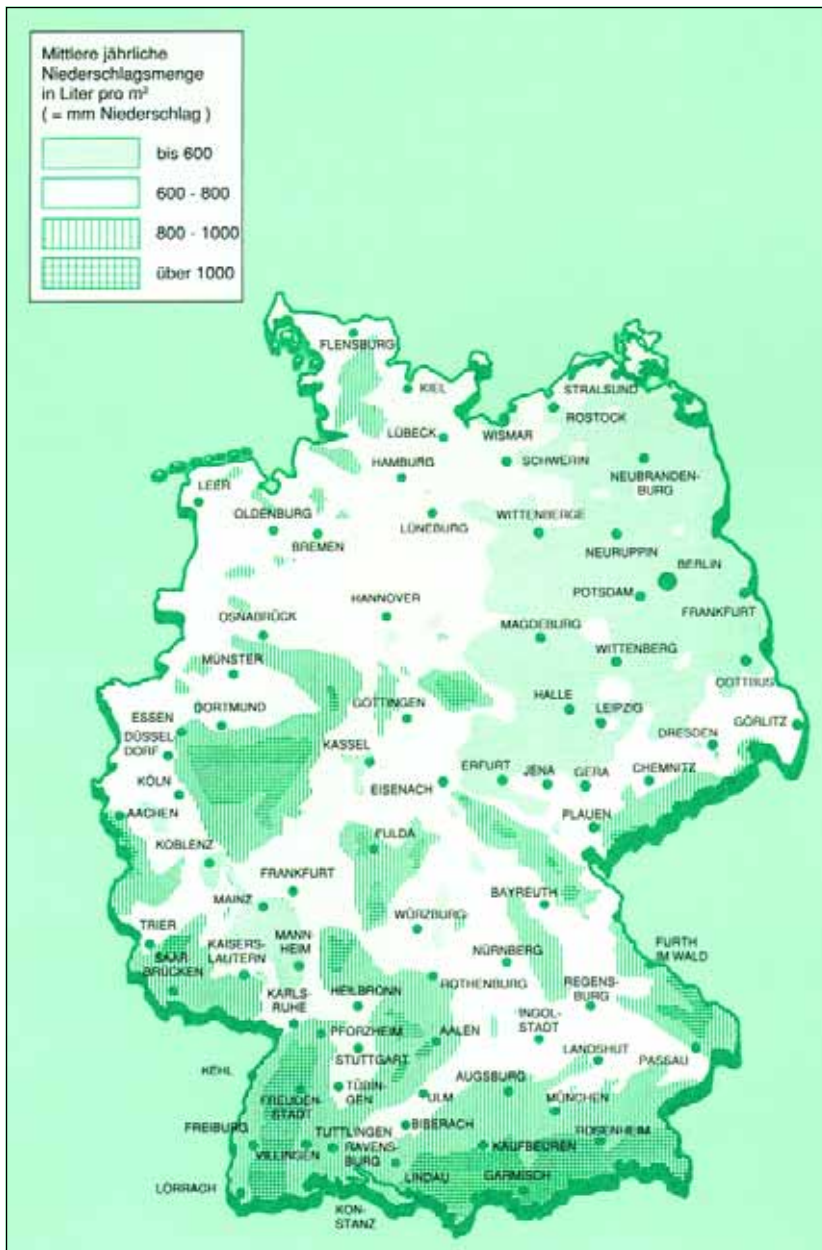 Mittlere jährliche
Niederschlagsmenge
in Liter pro m²
( = mm Niederschlag )
bis 600
600 - 800
800 - 1000
über 1000
FLENSBURG
KIEL
STRALSUND
ROSTOCK
LÜBECK
WISMAR
HAMBURG
SCHWERIN
NEUBRANDEN-
BURG
LEER
OLDENBURG
LÜNEBURG
WITTENBERGE
BREMEN
NEURUPPIN
BERLIN
HANNOVER
POTSDAM
FRANKFURT
OSNABRÜCK
MAGDEBURG
MÜNSTER
WITTENBERG
COTTBUS
DORTMUND
GÖTTINGEN
HALLE
LEIPZIG
GÖRLITZ
ESSEN
DÜSSEL-
DORF
KASSEL
DRESDEN
KÖLN
EISENACH
ERFURT
JENA
GERA
CHEMNITZ
AACHEN
PLAUEN
KOBLENZ
FULDA
FRANKFURT
BAYREUTH
MAINZ
WÜRZBURG
TRIER
KAISERS-
LAUTERN
MANN-
HEIM
NÜRNBERG
FURTH
IM WALD
SAAR-
BRÜCKEN
ROTHENBURG
REGENS-
BURG
KARLS-
RUHE
HEILBRONN
INGOL-
STADT
PFORZHEIM
AALEN
STUTTGART
LANDSHUT
PASSAU
KEHL
TÜBIN-
GEN
ULM
AUGSBURG
FREUDEN-
STADT
MÜNCHEN
FREIBURG
TUTTLINGEN
BIBERACH
ROSENHEIM
VILLINGEN
RAVENS-
BURG
KAUFBEUREN
LÖRRACH
LINDAU
GARMISCH
KON-
STANZ